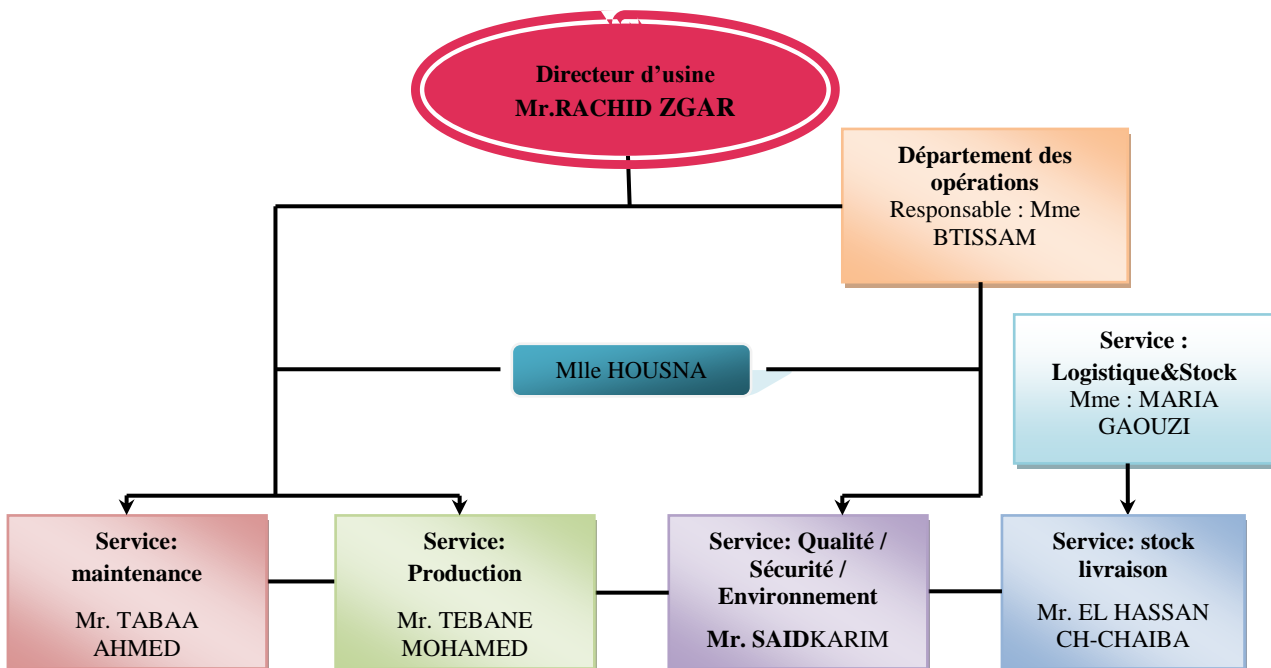 Directeur d'usine
Mr.RACHID ZGAR
Département des
opérations
Responsable : Mme
BTISSAM
Mlle HOUSNA
Service :
Logistique&Stock
Mme : MARIA
GAOUZI
Service:
maintenance
Mr. TABAA
AHMED
Service:
Production
Mr. TEBANE
MOHAMED
Service: Qualité /
Sécurité /
Environnement
Mr. SAIDKARIM
Service: stock
livraison
Mr. EL HASSAN
CH-CHAIBA